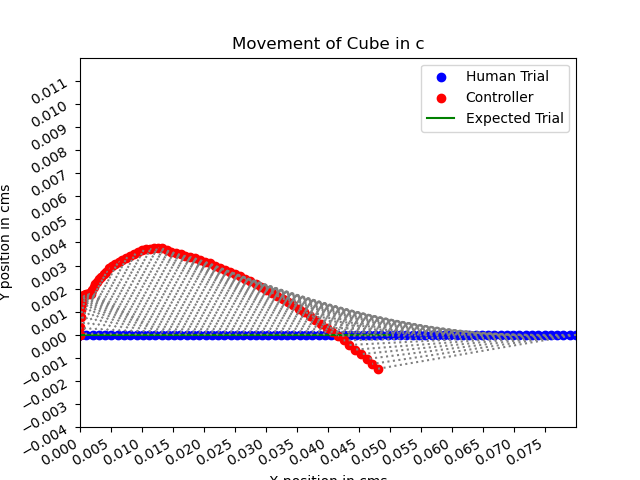 Movement of Cube in c
Human Trial
Controller
Expected Trial
Y position in cms
0.011
0.010
0.009
0.008
0.007
0.006
0.005
0.004
0.003
0.002
0.001
0.000
−0.001
−0.002
−0.003
−0.004
0.000 0.005 0.010 0.015 0.020 0.025 0.030 0.035 0.040 0.045 0.050 0.055 0.060 0.065 0.070 0.075
X position in cms